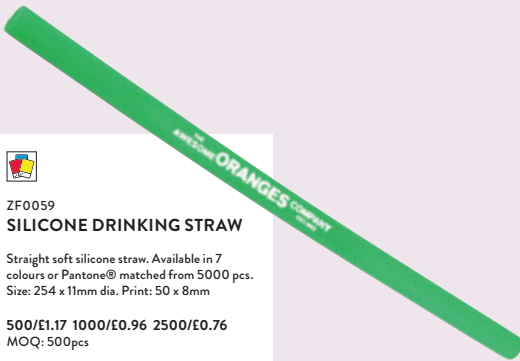 THE
AWESOME ORANGES COMPANY
ZF0059
SILICONE DRINKING STRAW
Straight soft silicone straw. Available in 7
colours or Pantone® matched from 5000 pcs.
Size: 254 x 11mm dia. Print: 50 x 8mm
500/£1.17 1000/£0.96 2500/£0.76
MOQ: 500pcs